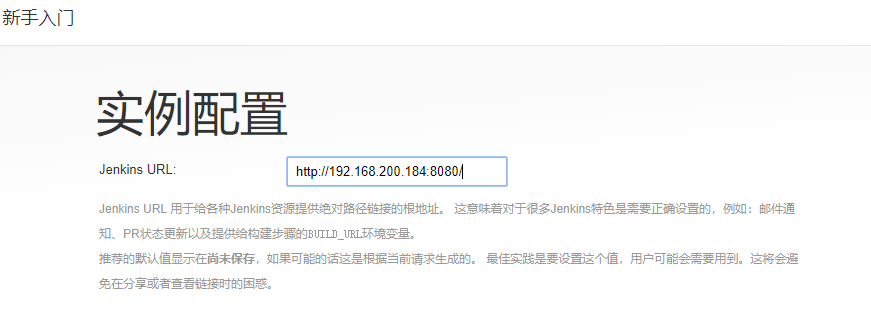 新手入门
实例配置
Jenkins URL:
http://192.168.200.184:8080/
Jenkins URL 用于给各种Jenkins资源提供绝对路径链接的根地址。 这意味着对于很多Jenkins特色是需要正确设置的，例如：邮件通
知、PR状态更新以及提供给构建步骤的BUILD_URL环境变量。
推荐的默认值显示在尚未保存，如果可能的话这是根据当前请求生成的。 最佳实践是要设置这个值，用户可能会需要用到。这将会避
免在分享或者查看链接时的困惑。